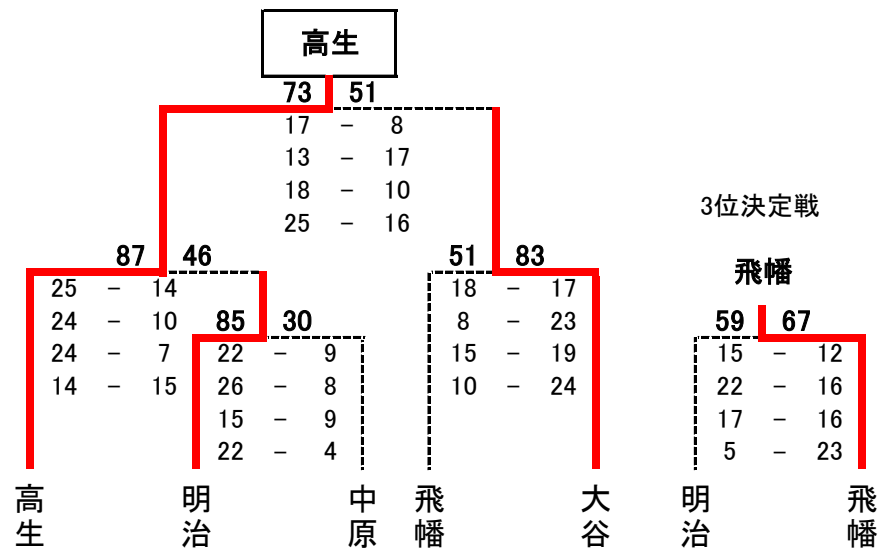 高生
73 51
17 － 8
13 － 17
18 － 10
25 － 16
3位決定戦
飛幡
87 46
25 － 14
24 － 10
24 － 7
14 － 15
85 30
22 － 9
26 － 8
15 － 9
22 － 4
51 83
18 － 17
8 － 23
15 － 19
10 － 24
59 67
15 － 12
22 － 16
17 － 16
5 － 23
高生
明治
中原
飛幡
大谷
明治
飛幡